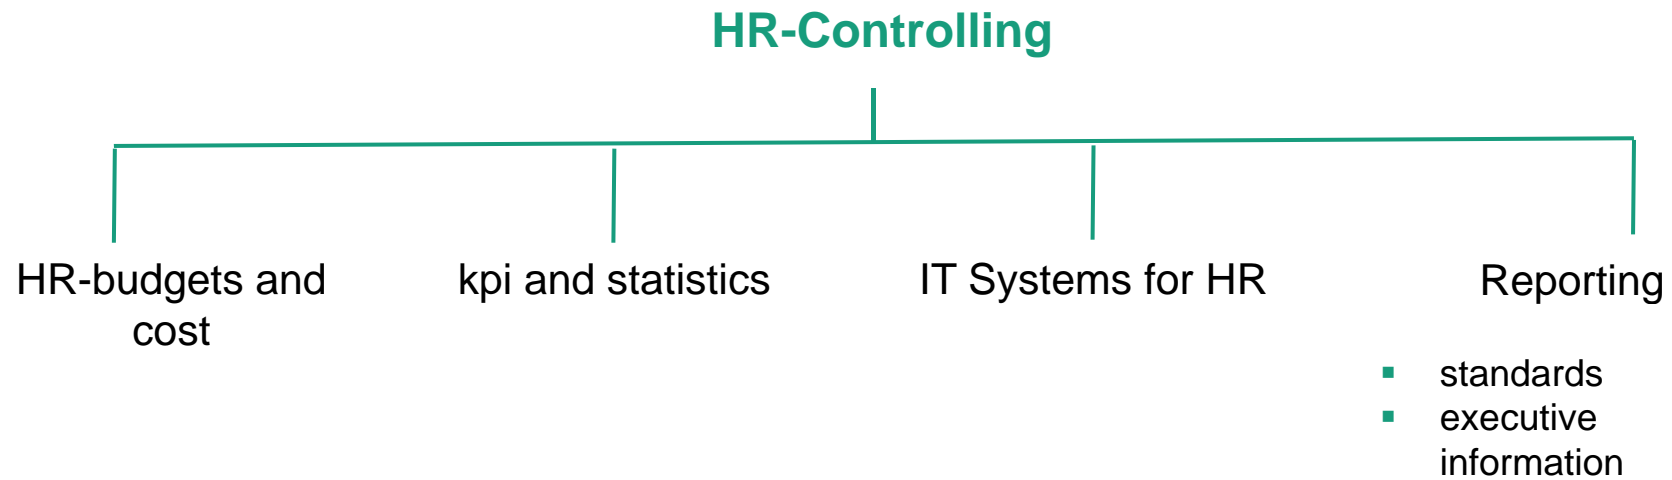 HR-Controlling
HR-budgets and
cost
kpi and statistics
IT Systems for HR
Reporting
▪ standards
▪ executive
information